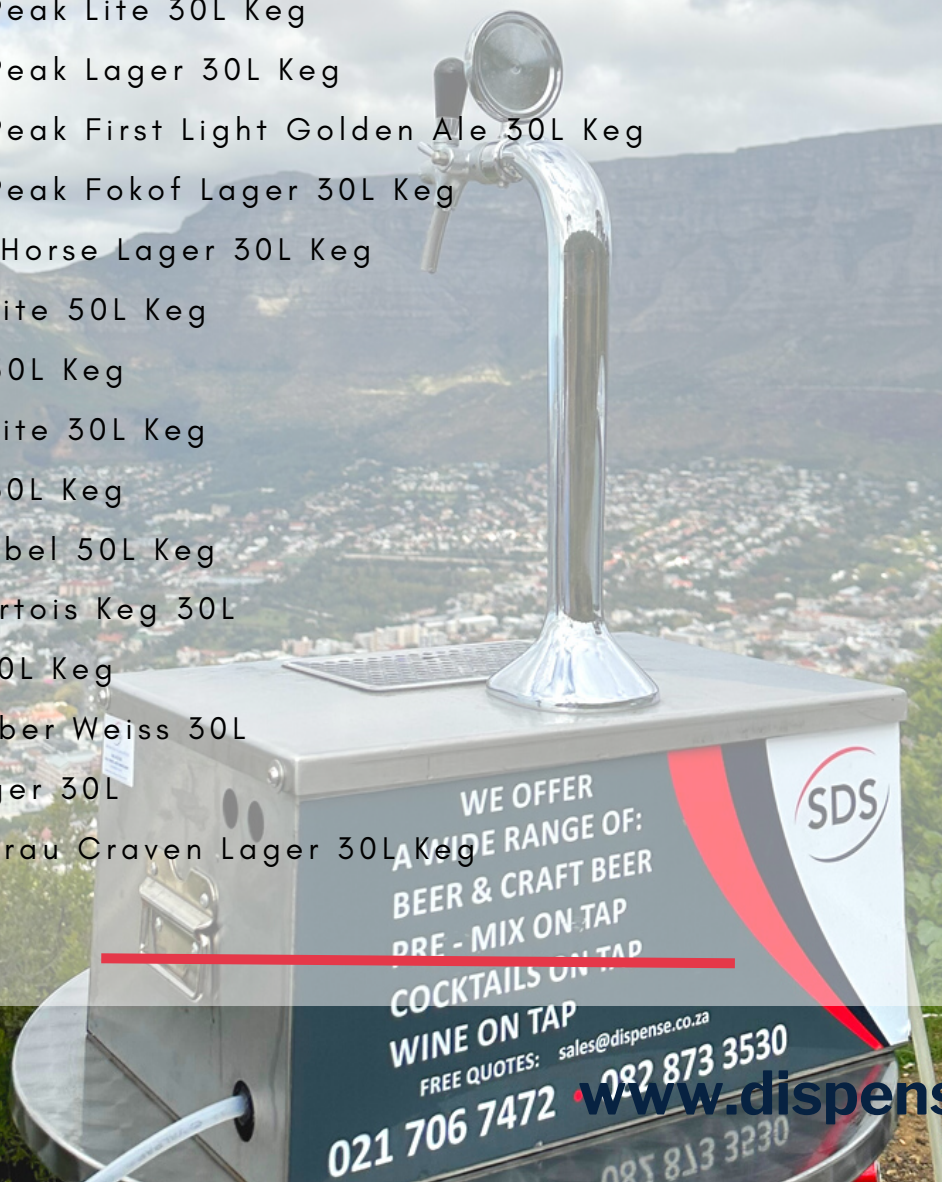 Peak Lite 30L Keg
Peak Lager 30L Keg
Peak First Light Golden Ale 30L Keg
Peak Fokof Lager 30L Keg
Horse Lager 30L Keg
ite 50L Keg
50L Keg
ite 30L Keg
0L Keg
bel 50L Keg
rtois Keg 30L
0L Keg
ber Weiss 30L
ger 30L
rau Craven Lager 30L Keg
WE OFFER
A WIDE RANGE OF:
BEER & CRAFT BEER
PRE - MIX ON TAP
COCKTAILS ON TAP
WINE ON TAP
FREE QUOTES: sales@dispense.co.za
021 706 7472 • 082 873 3530
SDS
www.dispens